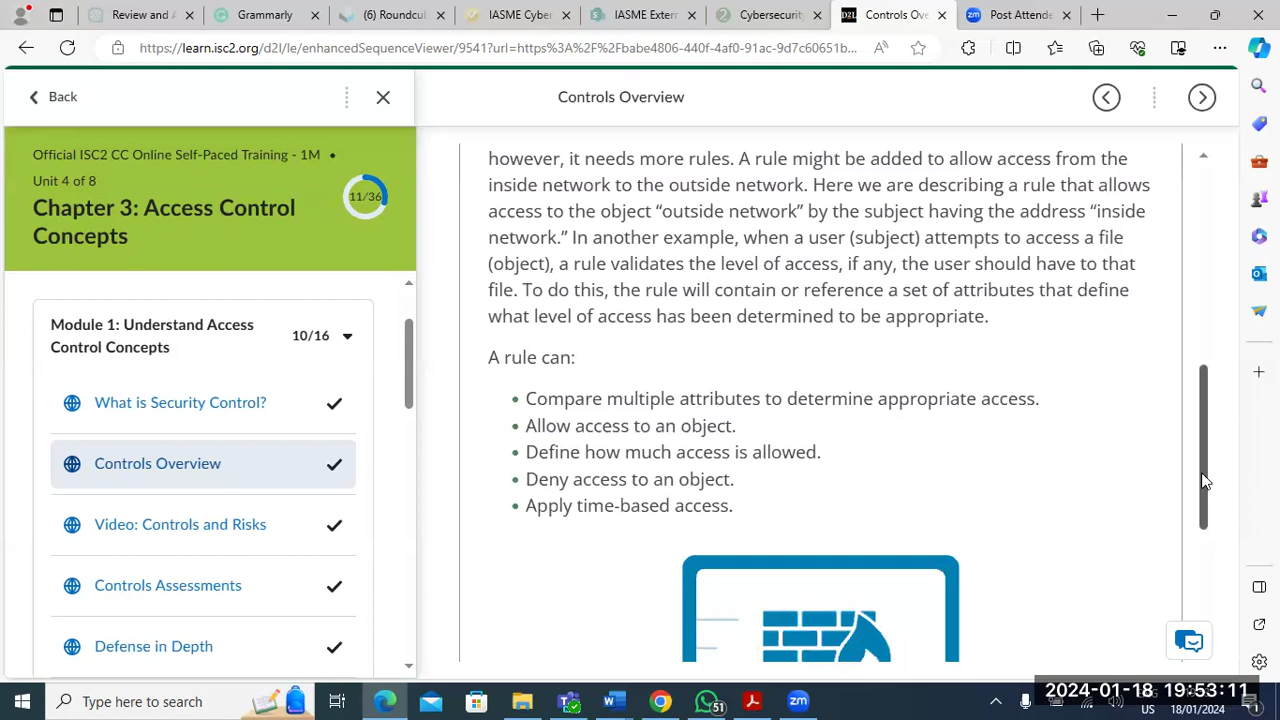 Review and A
Grammarly
(6) Roundcub
IASME Cyber
IASME Extern
Cybersecurity
D2L
Controls Ove
Post Attende
https://learn.isc2.org/d2l/le/enhancedSequenceViewer/9541?url=https%3A%2F%2Fbabe4806-440f-4af0-91ac-9d7c60651b...
Back
Controls Overview
Official ISC2 CC Online Self-Paced Training - 1M •
Unit 4 of 8
Chapter 3: Access Control
Concepts
11/36
Module 1: Understand Access
Control Concepts
10/16
What is Security Control?
Controls Overview
Video: Controls and Risks
Controls Assessments
Defense in Depth
however, it needs more rules. A rule might be added to allow access from the
inside network to the outside network. Here we are describing a rule that allows
access to the object “outside network” by the subject having the address “inside
network.” In another example, when a user (subject) attempts to access a file
(object), a rule validates the level of access, if any, the user should have to that
file. To do this, the rule will contain or reference a set of attributes that define
what level of access has been determined to be appropriate.
A rule can:
• Compare multiple attributes to determine appropriate access.
• Allow access to an object.
• Define how much access is allowed.
• Deny access to an object.
• Apply time-based access.
Type here to search
51
2024-01-18 19:53:11
US
18/01/2024